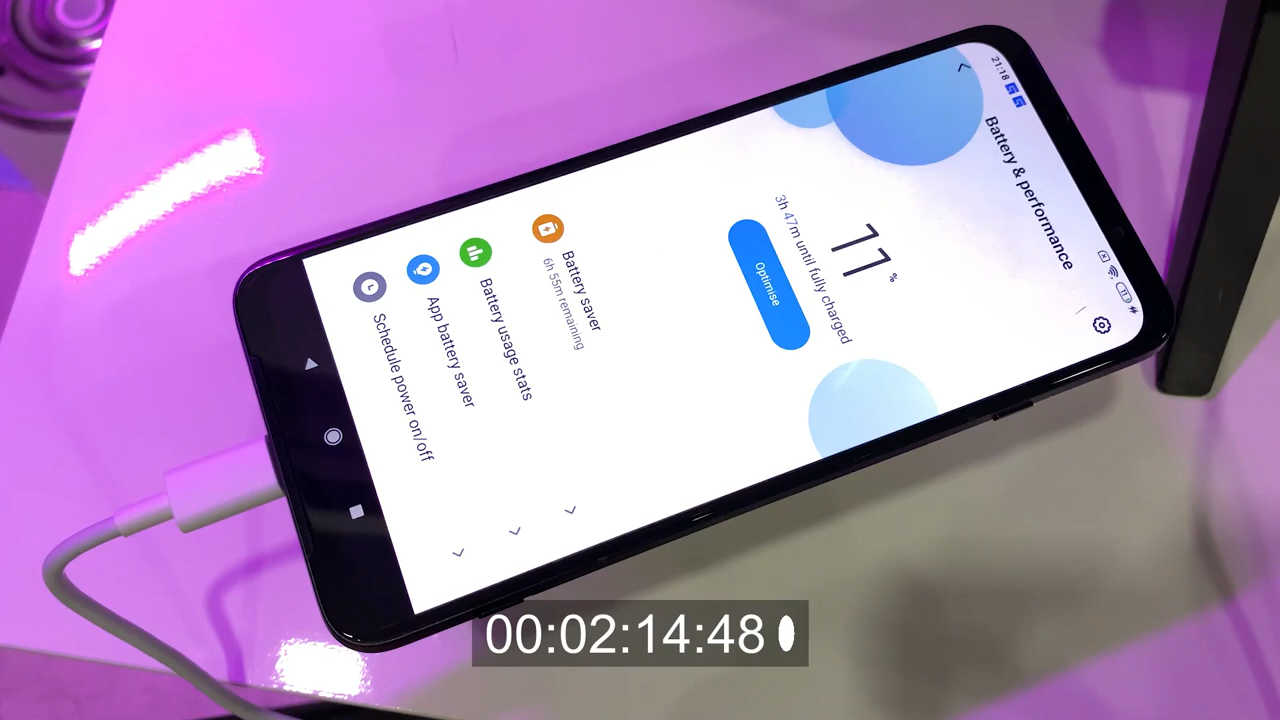 21:18
11
Battery & performance
11 %
3h 47m until fully charged
Optimise
Battery saver
6h 55m remaining
Battery usage stats
App battery saver
Schedule power on/off
00:02:14:48